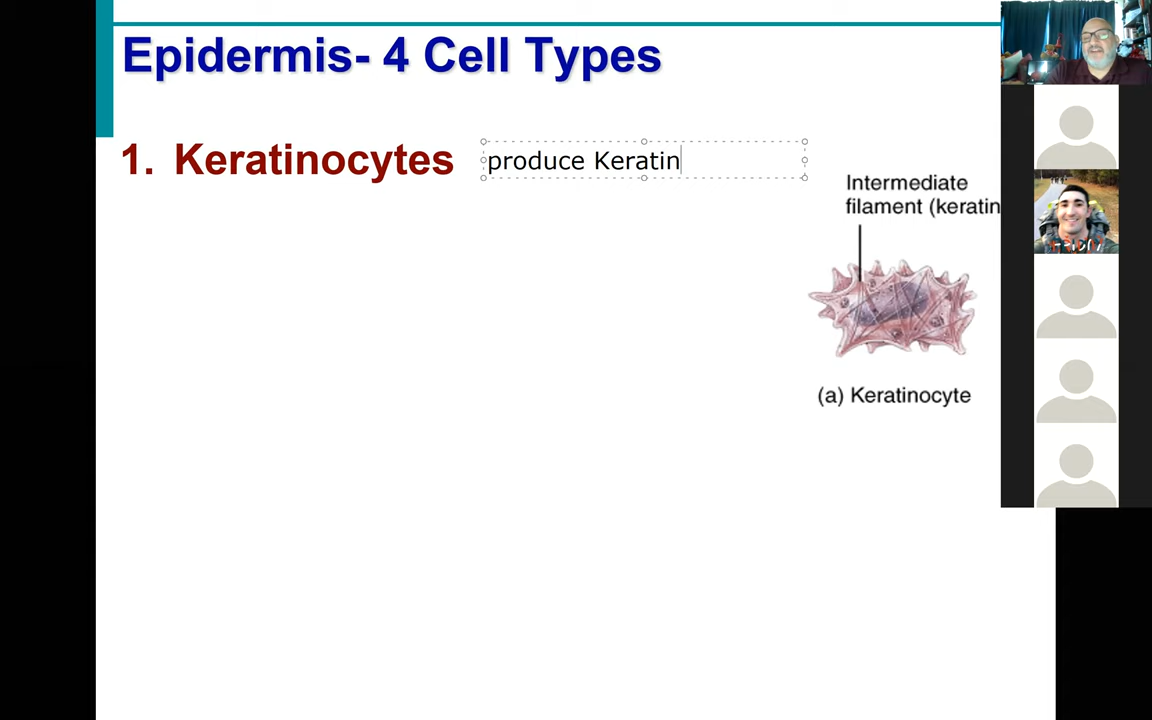 Epidermis- 4 Cell Types
1. Keratinocytes
produce Keratin
Intermediate
filament (keratin
(a) Keratinocyte